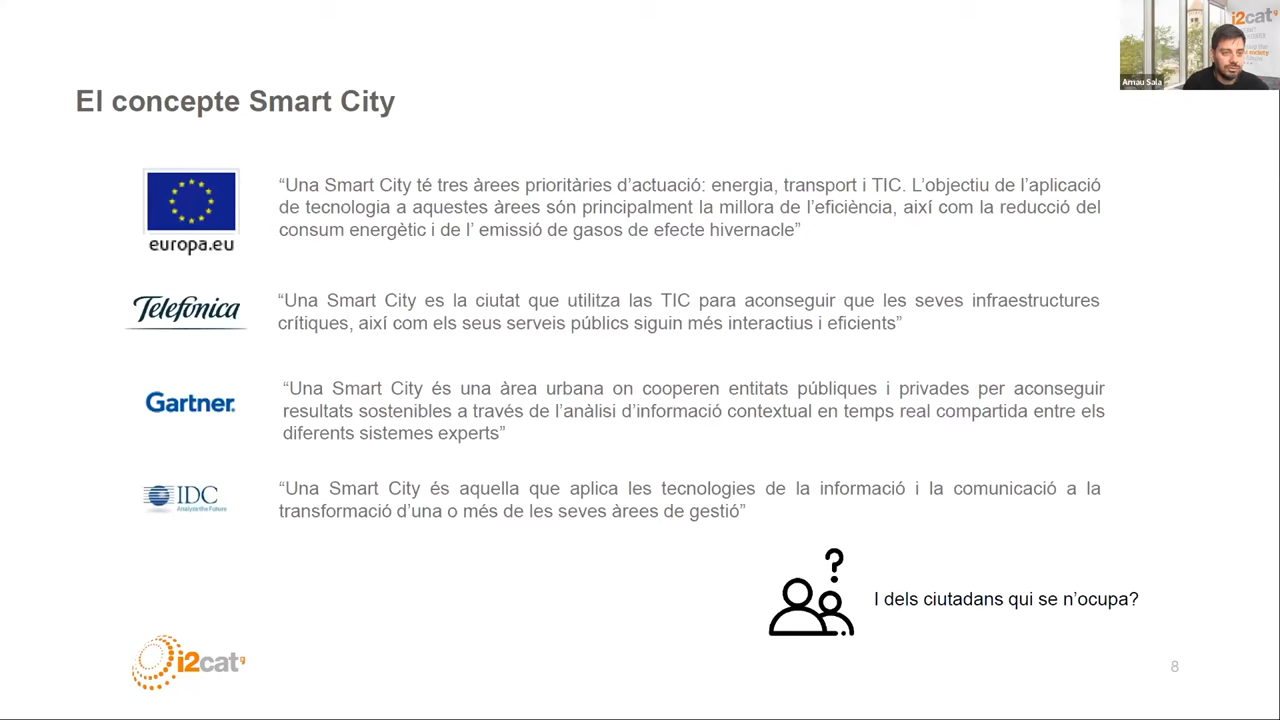 El concepte Smart City
“Una Smart City té tres àrees prioritàries d’actuació: energia, transport i TIC. L’objectiu de l’aplicació
de tecnologia a aquestes àrees són principalment la millora de l’eficiència, així com la reducció del
consum energètic i de l’ emissió de gasos de efecte hivernacle”
europa.eu
Telefónica
“Una Smart City es la ciutat que utilitza las TIC para aconseguir que les seves infraestructures
crítiques, així com els seus serveis públics siguin més interactius i eficients”
Gartner.
“Una Smart City és una àrea urbana on cooperen entitats públiques i privades per aconseguir
resultats sostenibles a través de l’anàlisi d’informació contextual en temps real compartida entre els
diferents sistemes experts”
IDC
Analyze the Future
“Una Smart City és aquella que aplica les tecnologies de la informació i la comunicació a la
transformació d’una o més de les seves àrees de gestió”
?
I dels ciutadans qui se n’ocupa?
i2cat
8
i2cat
Arnau Sala